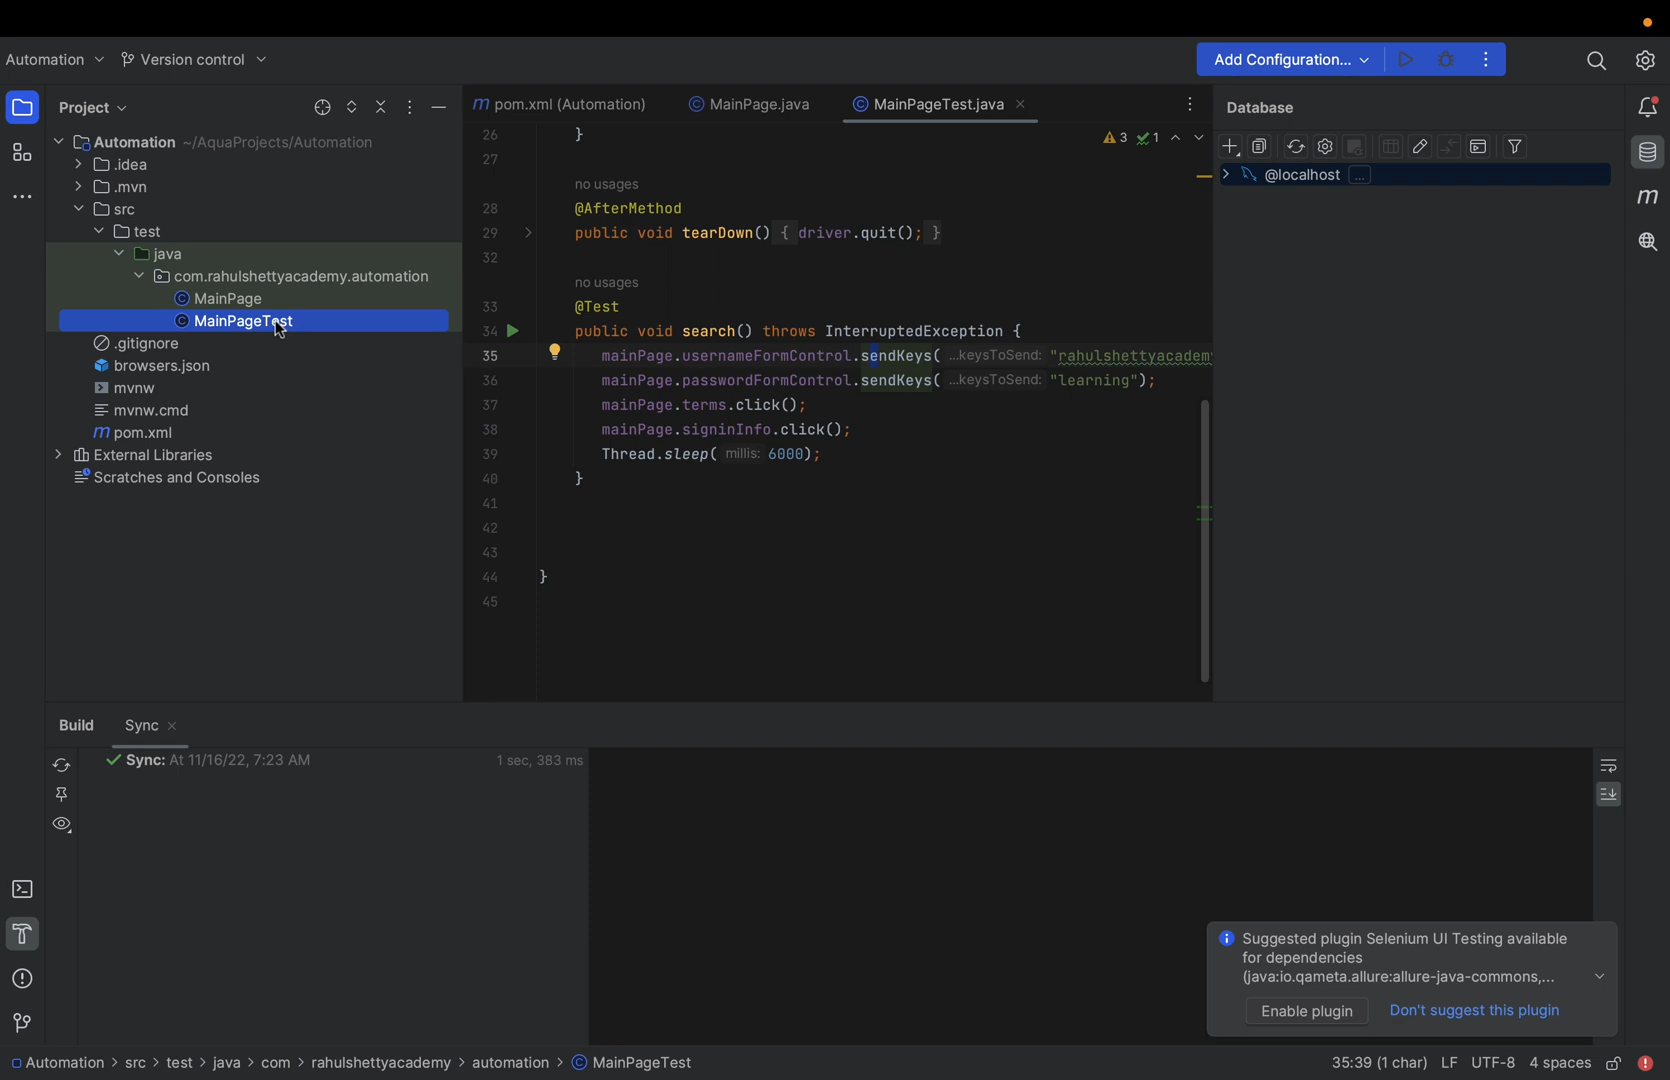 Automation
Version control
Add Configuration...
Project
pom.xml (Automation)
MainPage.java
MainPageTest.java
Database
Automation ~/AquaProjects/Automation
.idea
.mvn
src
test
java
com.rahulshettyacademy.automation
MainPage
MainPageTest
.gitignore
browsers.json
mvnw
mvnw.cmd
m pom.xml
External Libraries
Scratches and Consoles
26 }
3 1
27
no usages
28 @AfterMethod
29 public void tearDown() { driver.quit(); }
32
no usages
33 @Test
34 public void search() throws InterruptedException {
35 mainPage.usernameFormControl.sendKeys( ...keysToSend: "rahulshettyacadem
36 mainPage.passwordFormControl.sendKeys( ...keysToSend: "learning");
37 mainPage.terms.click();
38 mainPage.signinInfo.click();
39 Thread.sleep( millis: 6000);
40 }
41
42
43
44 }
45
@localhost ...
m
Build
Sync
Sync: At 11/16/22, 7:23 AM
1 sec, 383 ms
Suggested plugin Selenium UI Testing available
for dependencies
(java:io.qameta.allure:allure-java-commons,...
Enable plugin
Don't suggest this plugin
Automation > src > test > java > com > rahulshettyacademy > automation > MainPageTest
35:39 (1 char) LF UTF-8 4 spaces